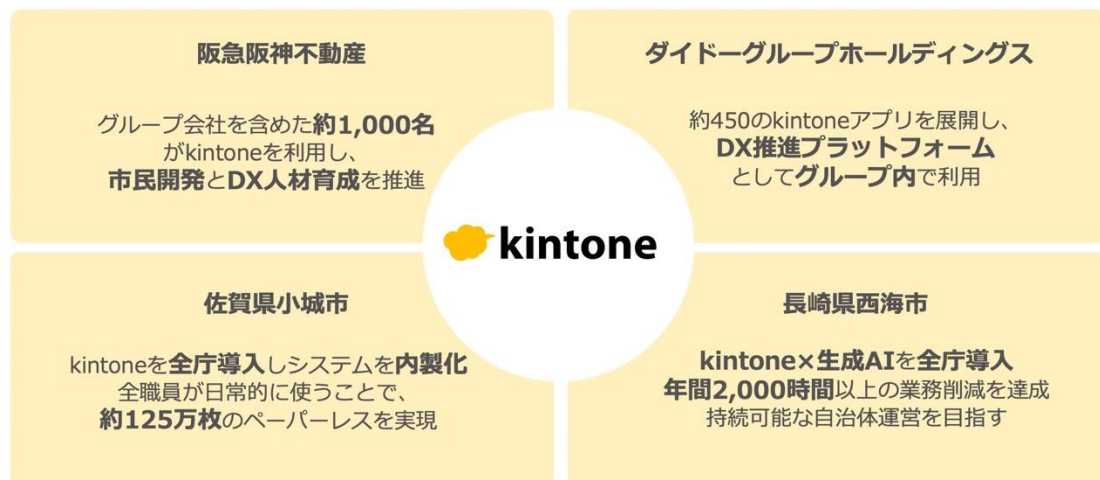 阪急阪神不動産
グループ会社を含めた約1,000名
がkintoneを利用し、
市民開発とDX人材育成を推進
ダイドーグループホールディングス
約450のkintoneアプリを展開し、
DX推進プラットフォーム
としてグループ内で利用
kintone
佐賀県小城市
kintoneを全庁導入しシステムを内製化
全職員が日常的に使うことで、
約125万枚のペーパーレスを実現
長崎県西海市
kintone×生成AIを全庁導入
年間2,000時間以上の業務削減を達成
持続可能な自治体運営を目指す